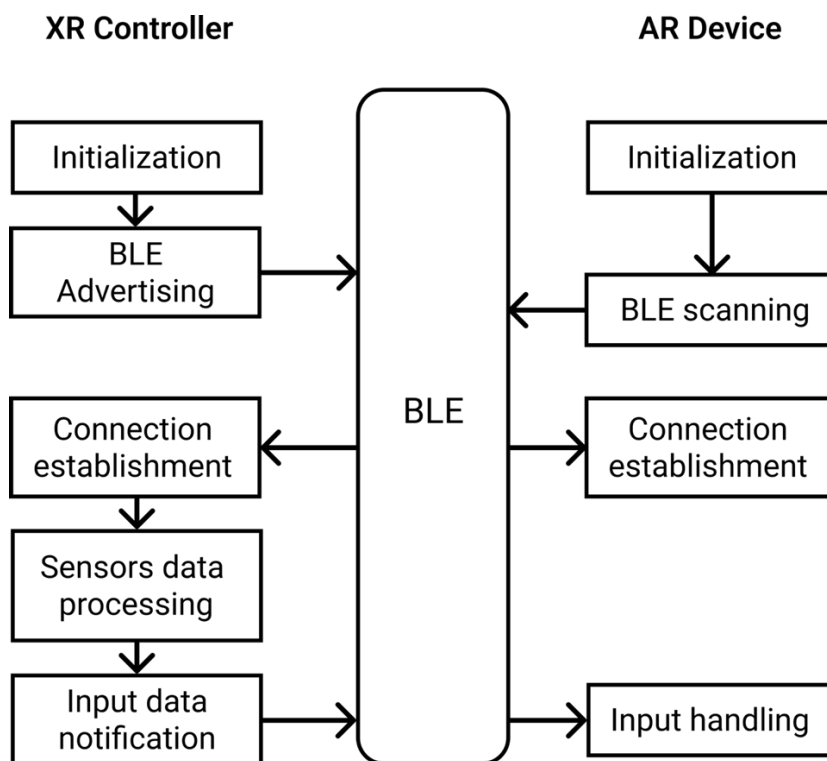 XR Controller
AR Device
Initialization
BLE
Advertising
Connection
establishment
Sensors data
processing
Input data
notification
BLE
Initialization
BLE scanning
Connection
establishment
Input handling